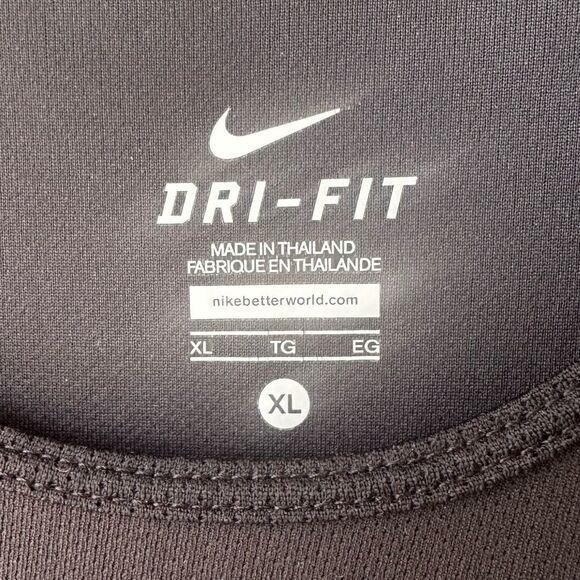 DRI-FIT
MADE IN THAILAND
FABRIQUE EN THAILANDE
nikebetterworld.com
XL TG EG
XL